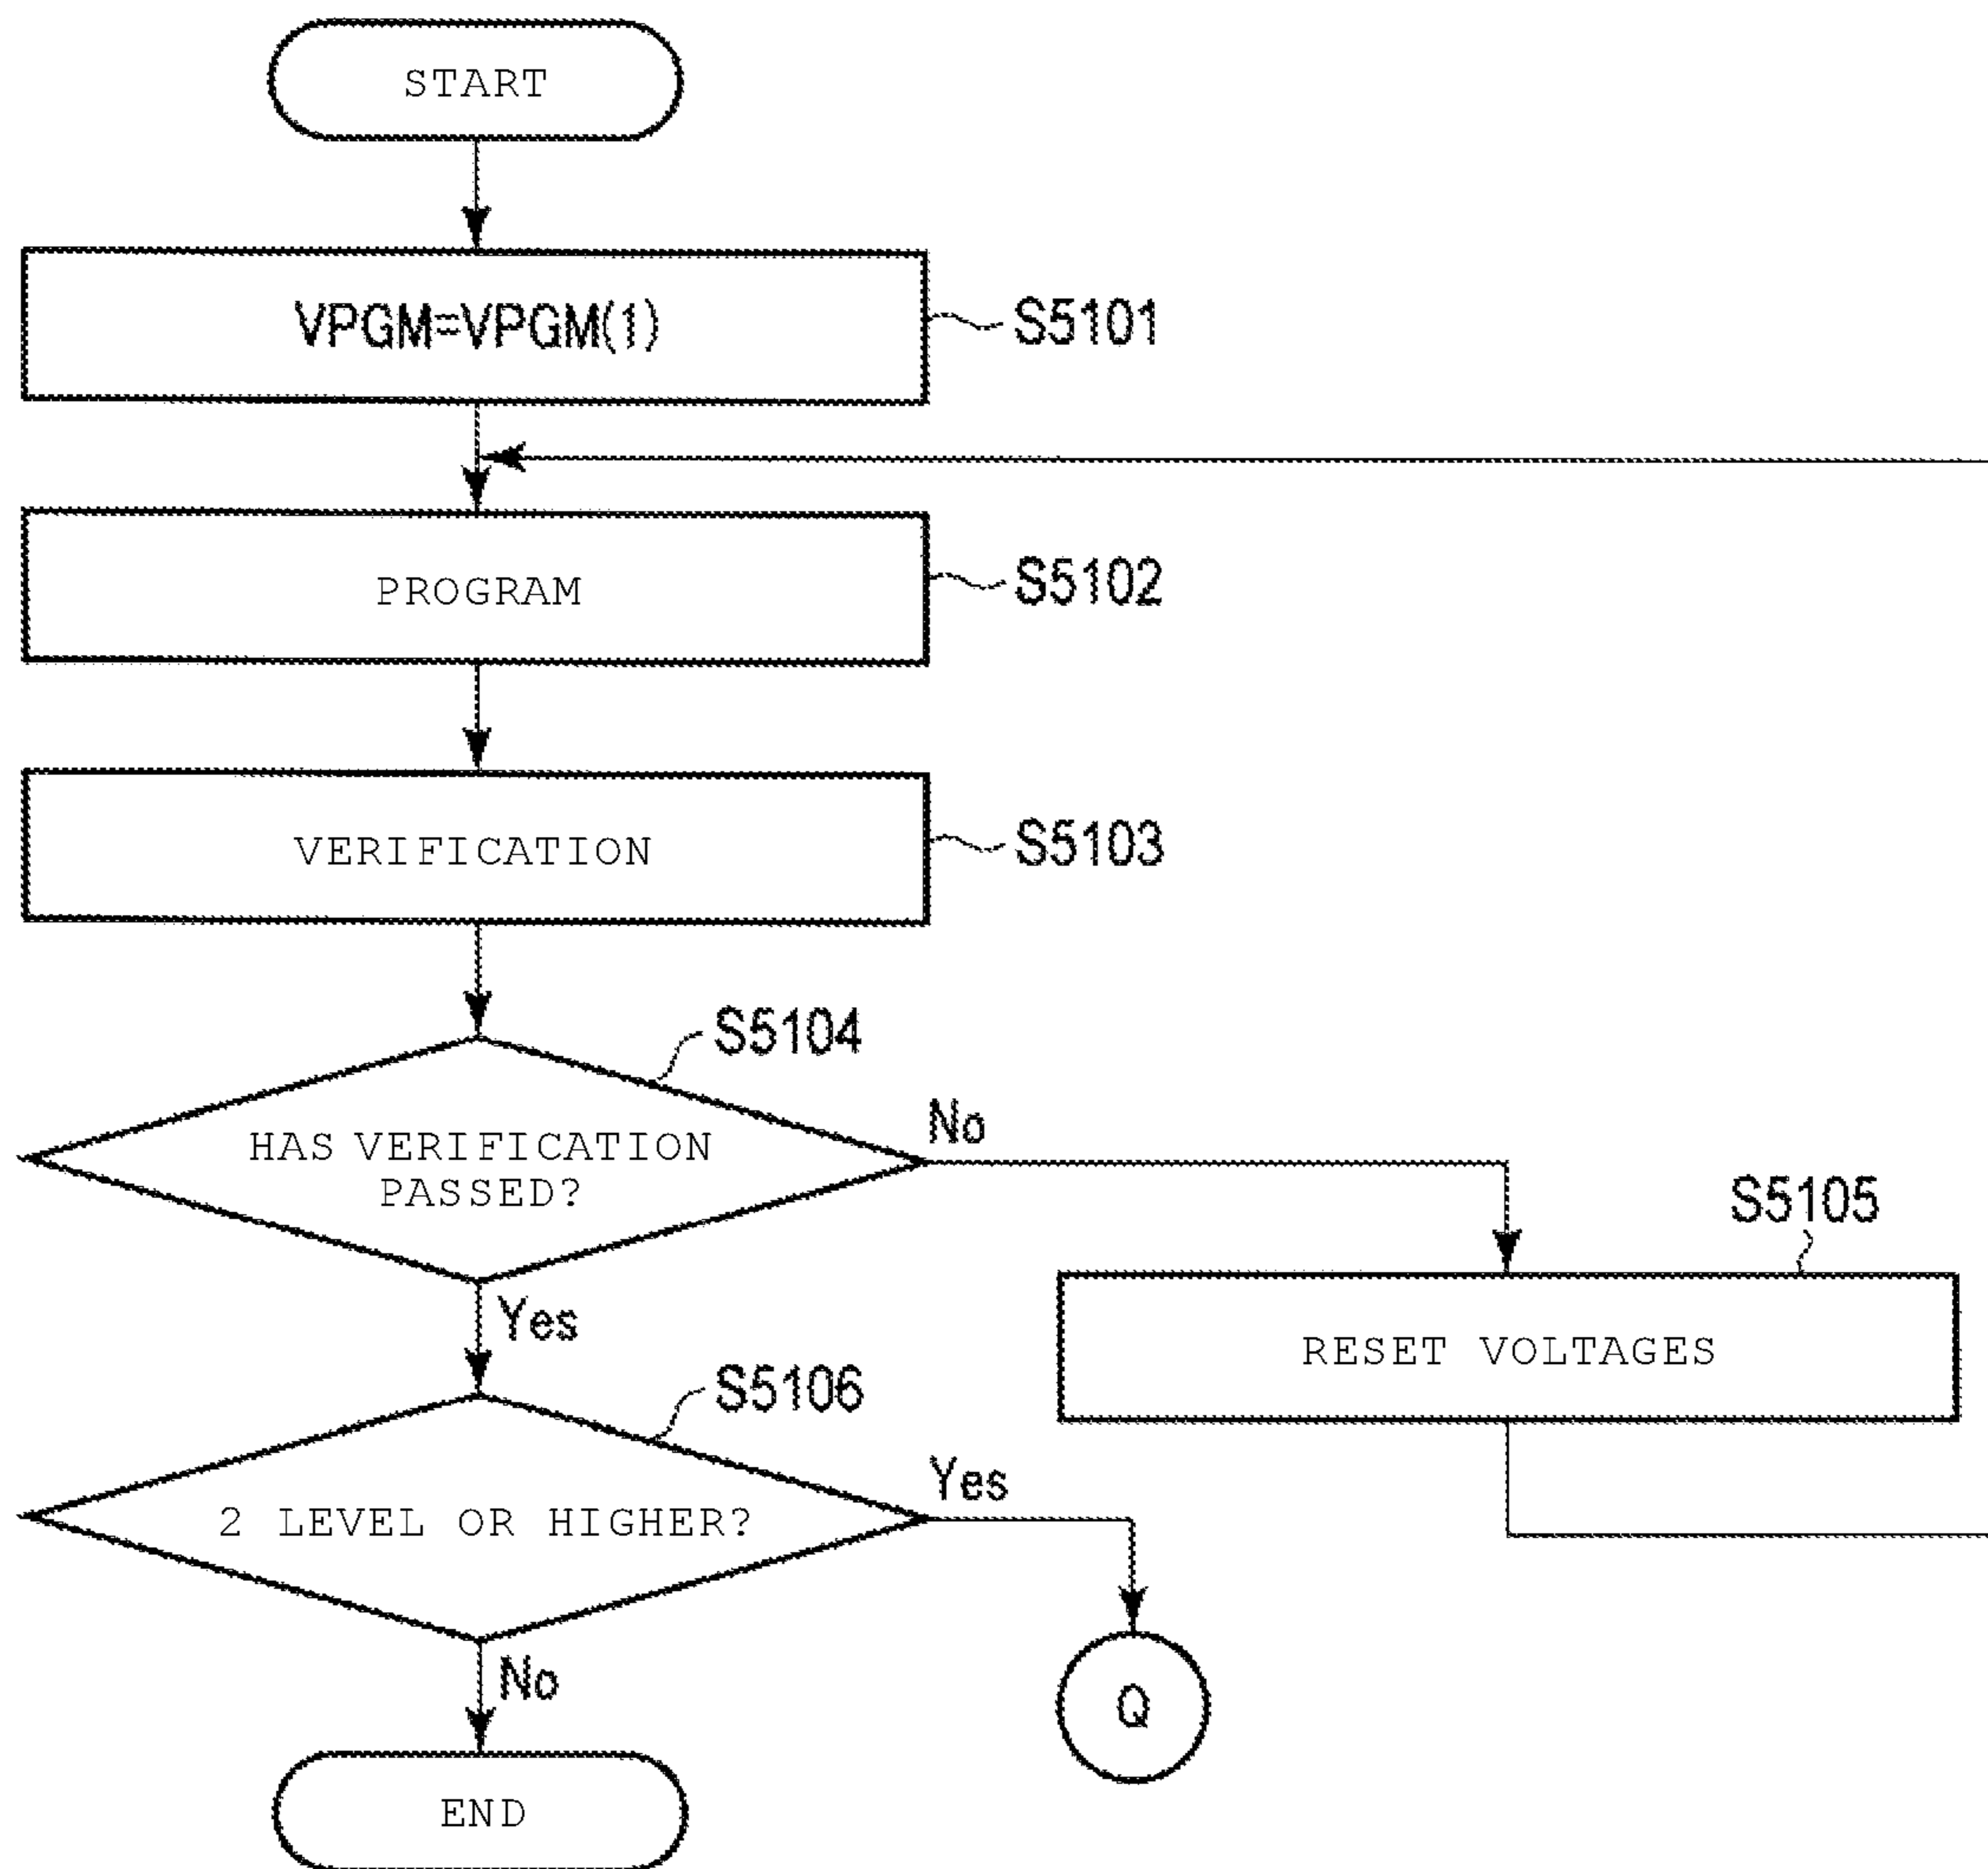 START
VPGM=VPGM(1)
S5101
PROGRAM
S5102
VERIFICATION
S5103
S5104
HAS VERIFICATION
PASSED?
No
Yes
S5105
RESET VOLTAGES
S5106
2 LEVEL OR HIGHER?
Yes
No
Q
END